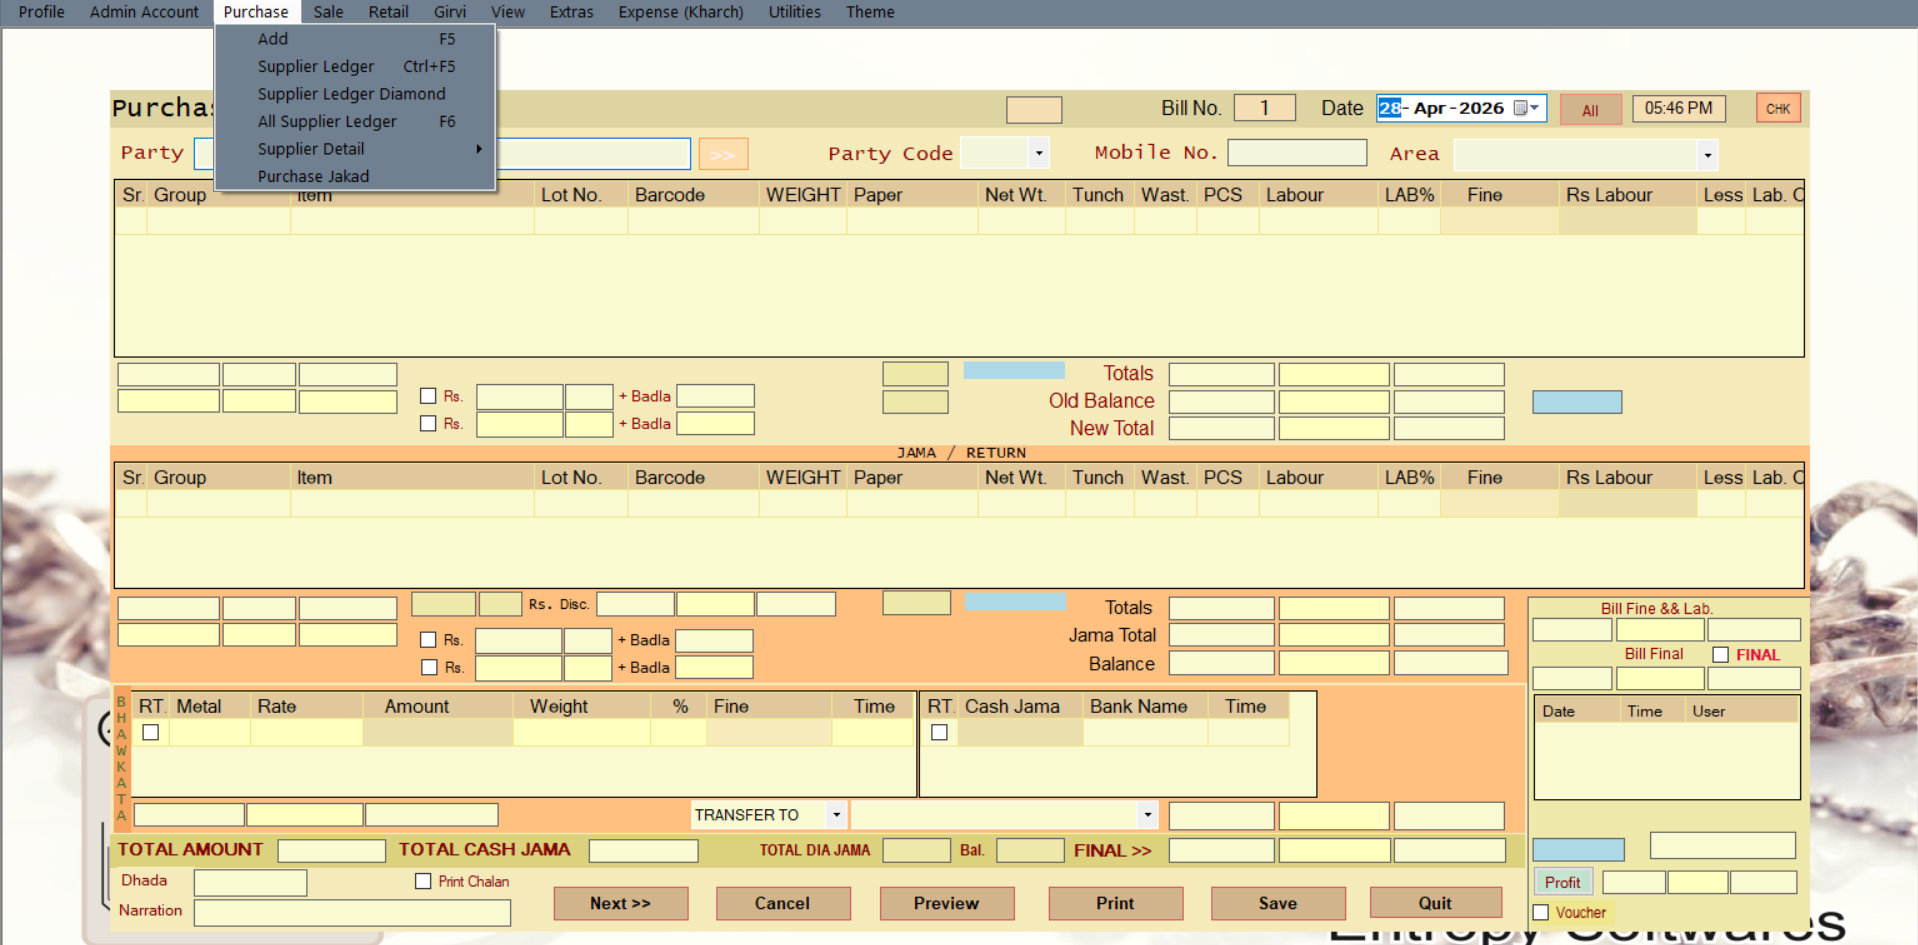 Profile Admin Account Purchase Sale Retail Girvi View Extras Expense (Kharch) Utilities Theme
Add F5
Supplier Ledger Ctrl+F5
Supplier Ledger Diamond
All Supplier Ledger F6
Supplier Detail
Purchase Jakad
Bill No. 1 Date 28-Apr-2026 All 05:46 PM CHK
Party >> Party Code Mobile No. Area
Sr. Group Item Lot No. Barcode WEIGHT Paper Net Wt. Tunch Wast. PCS Labour LAB% Fine Rs Labour Less Lab.
Totals
Rs. + Badla Old Balance
Rs. + Badla New Total
JAMA / RETURN
Sr. Group Item Lot No. Barcode WEIGHT Paper Net Wt. Tunch Wast. PCS Labour LAB% Fine Rs Labour Less Lab.
Rs. Disc. Totals Bill Fine && Lab.
Rs. + Badla Jama Total
Rs. + Badla Balance Bill Final FINAL
BHAWKATA
RT. Metal Rate Amount Weight % Fine Time RT. Cash Jama Bank Name Time Date Time User
TRANSFER TO
TOTAL AMOUNT TOTAL CASH JAMA TOTAL DIA JAMA Bal. FINAL >>
Dhada Print Chalan Profit
Narration Next >> Cancel Preview Print Save Quit Voucher